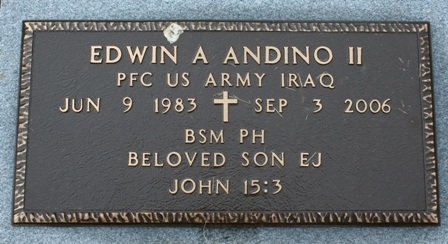 EDWIN A ANDINO II
PFC US ARMY IRAQ
JUN 9 1983 ✝ SEP 3 2006
BSM PH
BELOVED SON EJ
JOHN 15:3